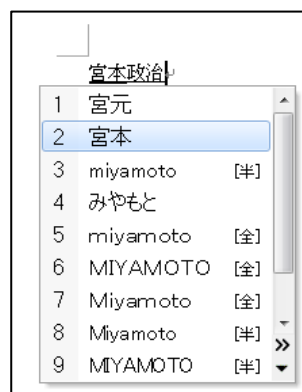 宮本政治
1 宮元
2 宮本
3 miyamoto [半]
4 みやもと
5 ｍｉｙａｍｏｔｏ [全]
6 ＭＩＹＡＭＯＴＯ [全]
7 Ｍｉｙａｍｏｔｏ [全]
8 Miyamoto [半]
9 MIYAMOTO [半]